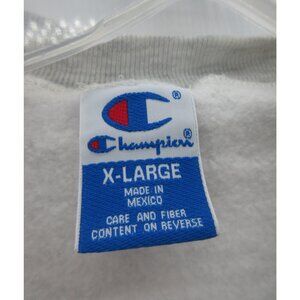 Champion®
X-LARGE
MADE IN
MEXICO
CARE AND FIBER
CONTENT ON REVERSE